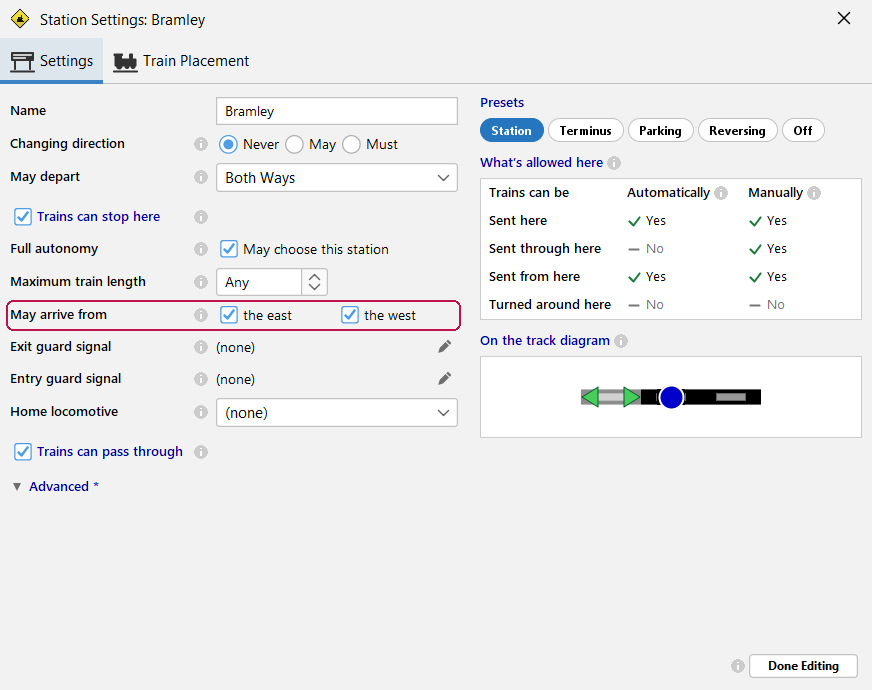 Station Settings: Bramley
Settings
Train Placement
Name
Bramley
Changing direction
Never
May
Must
May depart
Both Ways
Trains can stop here
Full autonomy
May choose this station
Maximum train length
Any
May arrive from
the east
the west
Exit guard signal
(none)
Entry guard signal
(none)
Home locomotive
(none)
Trains can pass through
Advanced *
Presets
Station
Terminus
Parking
Reversing
Off
What's allowed here
Trains can be Automatically Manually
Sent here Yes Yes
Sent through here No Yes
Sent from here Yes Yes
Turned around here No No
On the track diagram
Done Editing